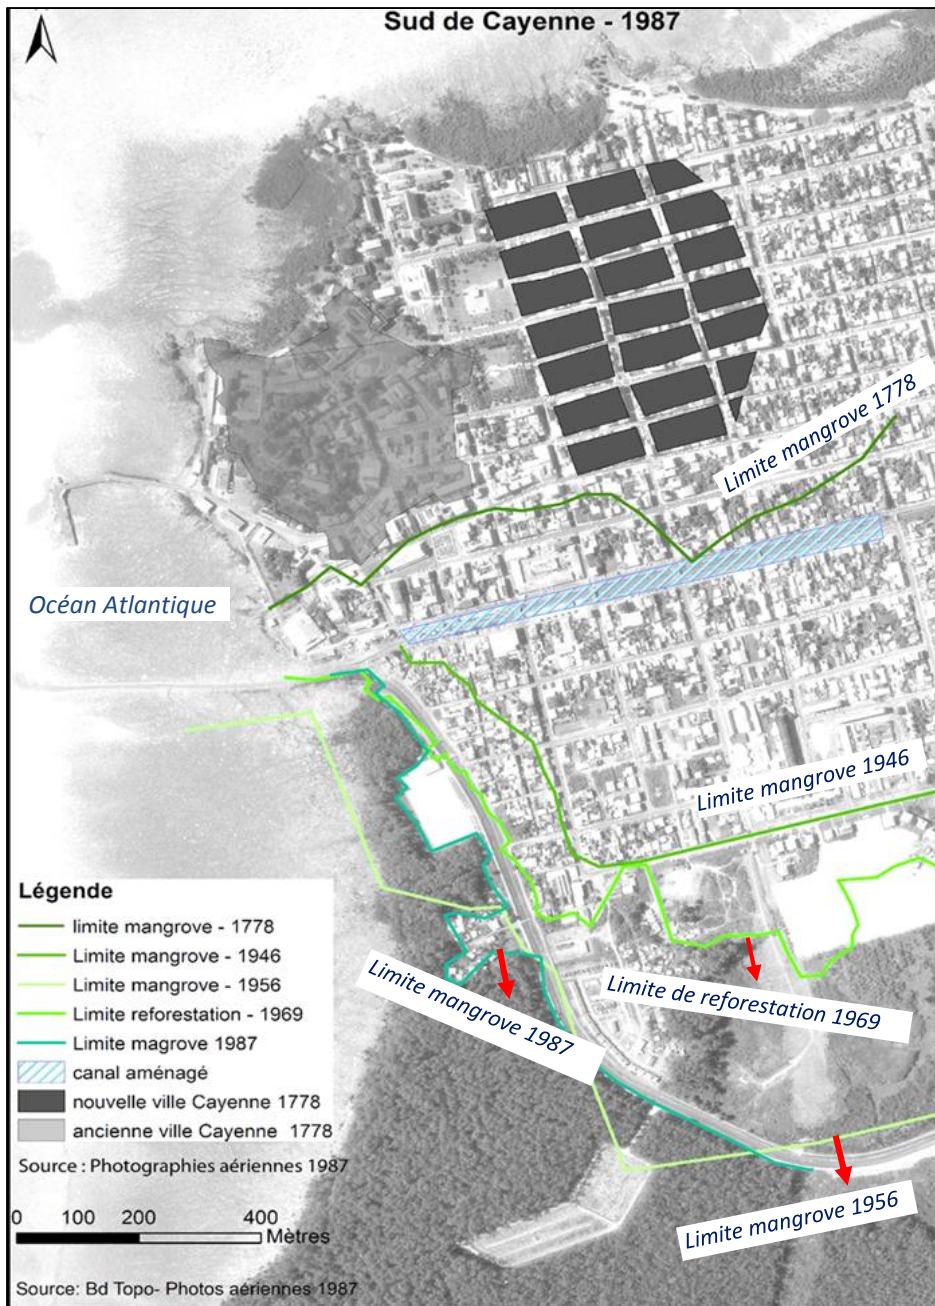 Sud de Cayenne - 1987
Limite mangrove 1778
Océan Atlantique
Limite mangrove 1946
Légende
limite mangrove - 1778
Limite mangrove - 1946
Limite mangrove - 1956
Limite reforestation - 1969
Limite magrove 1987
canal aménagé
nouvelle ville Cayenne 1778
ancienne ville Cayenne 1778
Limite mangrove 1987
Limite de reforestation 1969
Source : Photographies aériennes 1987
Limite mangrove 1956
0 100 200 400
Mètres
Source: Bd Topo- Photos aériennes 1987